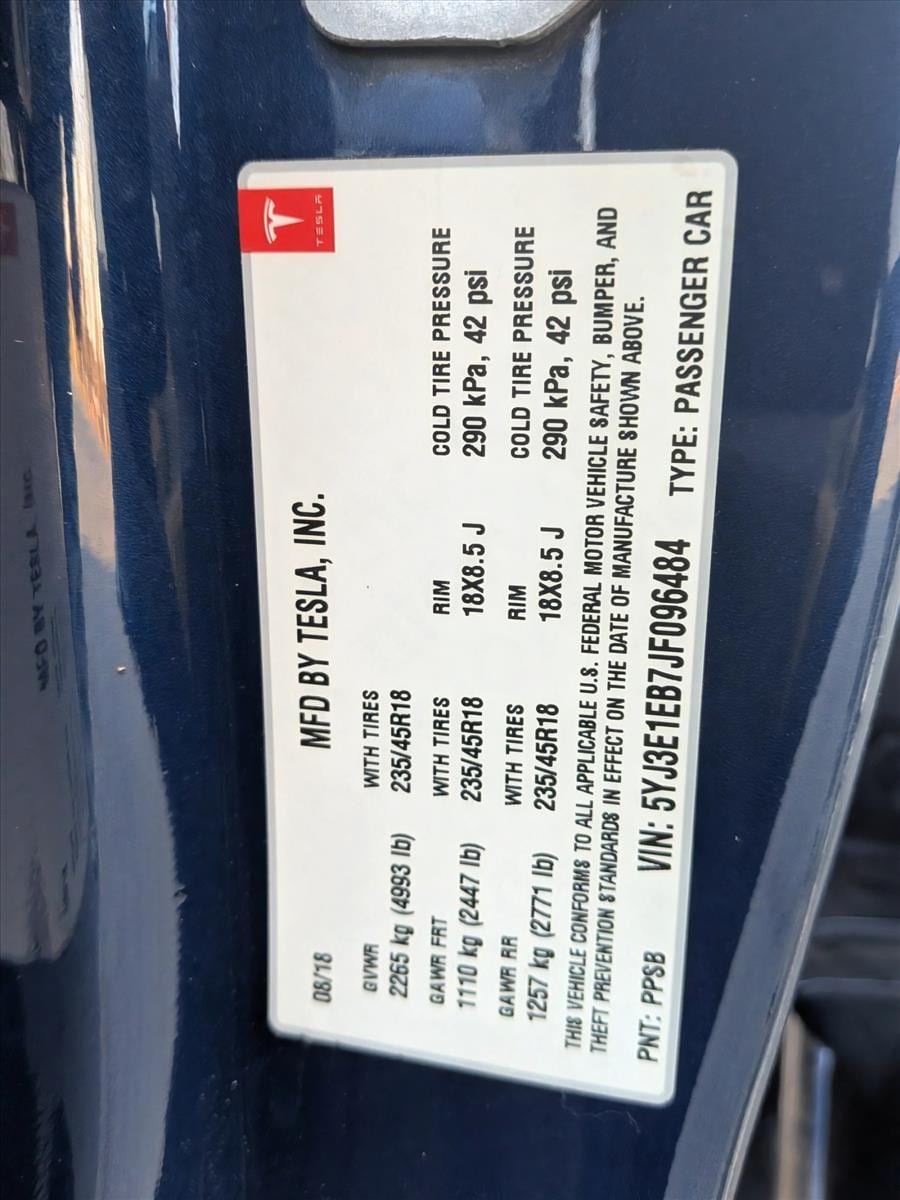 TESLA
08/18 MFD BY TESLA, INC.
GVWR WITH TIRES
2265 kg (4993 lb) 235/45R18
GAWR FRT WITH TIRES RIM COLD TIRE PRESSURE
1110 kg (2447 lb) 235/45R18 18X8.5 J 290 kPa, 42 psi
GAWR RR WITH TIRES RIM COLD TIRE PRESSURE
1257 kg (2771 lb) 235/45R18 18X8.5 J 290 kPa, 42 psi
THIS VEHICLE CONFORMS TO ALL APPLICABLE U.S. FEDERAL MOTOR VEHICLE SAFETY, BUMPER, AND
THEFT PREVENTION STANDARDS IN EFFECT ON THE DATE OF MANUFACTURE SHOWN ABOVE.
PNT: PPSB VIN: 5YJ3E1EB7JF096484 TYPE: PASSENGER CAR
MFD BY TESLA, INC.